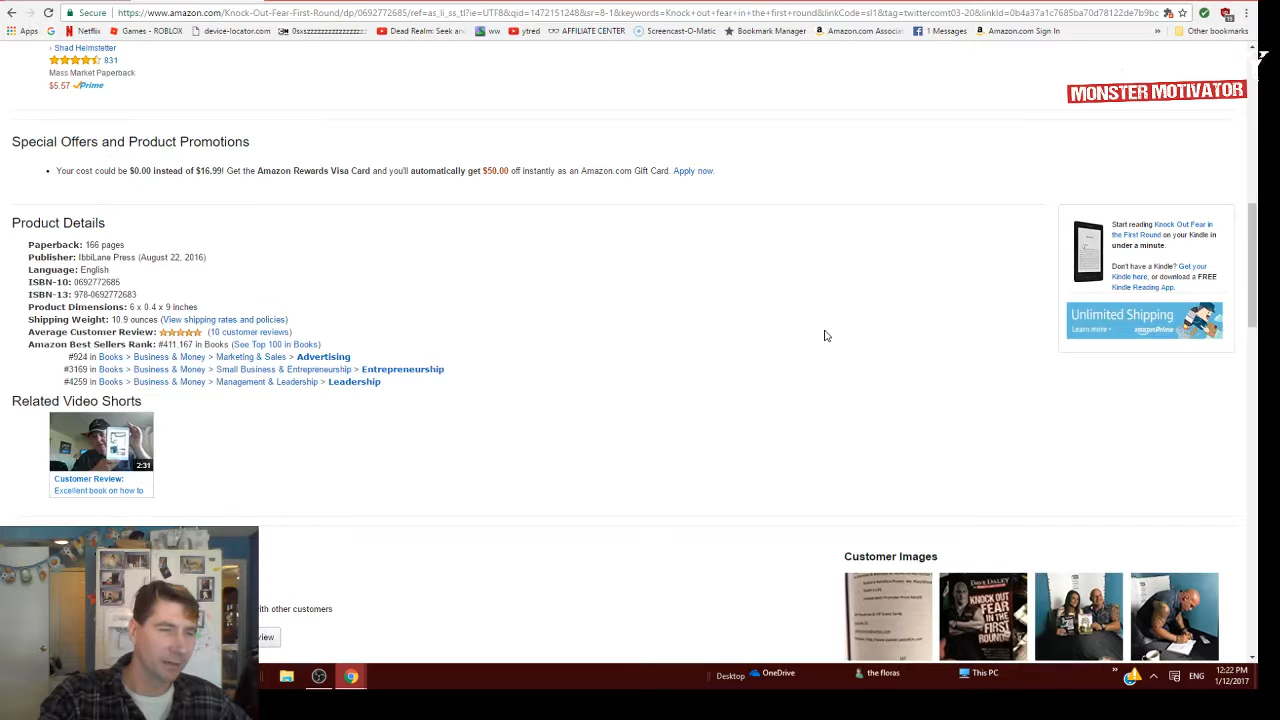 Secure
https://www.amazon.com/Knock-Out-Fear-First-Round/dp/0692772685/ref=as_li_ss_tl?ie=UTF8&qid=1472151248&sr=8-1&keywords=Knock+out+fear+in+the+first+round&linkCode=sl1&tag=twittercomt03-20&linkId=0b4a37a1c7685ba70d78122de7b9bc
Apps
Netflix
Games - ROBLOX
device-locator.com
Dead Realm: Seek and
ww
ytred
AFFILIATE CENTER
Screencast-O-Matic
Bookmark Manager
Amazon.com Associat
1 Messages
Amazon.com Sign In
»
Other bookmarks
› Shad Helmstetter
831
Mass Market Paperback
$5.57 Prime
MONSTER MOTIVATOR
Special Offers and Product Promotions
• Your cost could be $0.00 instead of $16.99! Get the Amazon Rewards Visa Card and you'll automatically get $50.00 off instantly as an Amazon.com Gift Card. Apply now.
Product Details
Paperback: 166 pages
Publisher: IbbiLane Press (August 22, 2016)
Language: English
ISBN-10: 0692772685
ISBN-13: 978-0692772683
Product Dimensions: 6 x 0.4 x 9 inches
Shipping Weight: 10.9 ounces (View shipping rates and policies)
Average Customer Review: (10 customer reviews)
Amazon Best Sellers Rank: #411,167 in Books (See Top 100 in Books)
#924 in Books > Business & Money > Marketing & Sales > Advertising
#3169 in Books > Business & Money > Small Business & Entrepreneurship > Entrepreneurship
#4259 in Books > Business & Money > Management & Leadership > Leadership
Start reading Knock Out Fear in
the First Round on your Kindle in
under a minute.
Don't have a Kindle? Get your
Kindle here, or download a FREE
Kindle Reading App.
Unlimited Shipping
Learn more ›
amazonPrime
Related Video Shorts
2:31
Customer Review:
Excellent book on how to
Customer Images
DAVE DALEY
KNOCK OUT
FEAR
IN THE
FIRST
ROUND
with other customers
view
Desktop
OneDrive
the floras
This PC
»
ENG
12:22 PM
1/12/2017